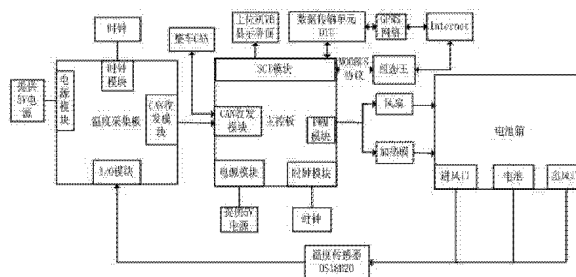 时钟
整车CAN
上位机VB
显示界面
数据传输单元
DTU
GPRS
网络
Internet
提供
5V电源
电源模块
时钟
模块
温度采集板
CAN收发模块
I/O模块
SCI模块
MODBUS
协议
组态王
CAN收发
模块
主控板
PWM
模块
风扇
加热膜
电池箱
电源模块
时钟模块
进风口
电池
出风口
提供5V
电源
时钟
温度传感器
DS18B20